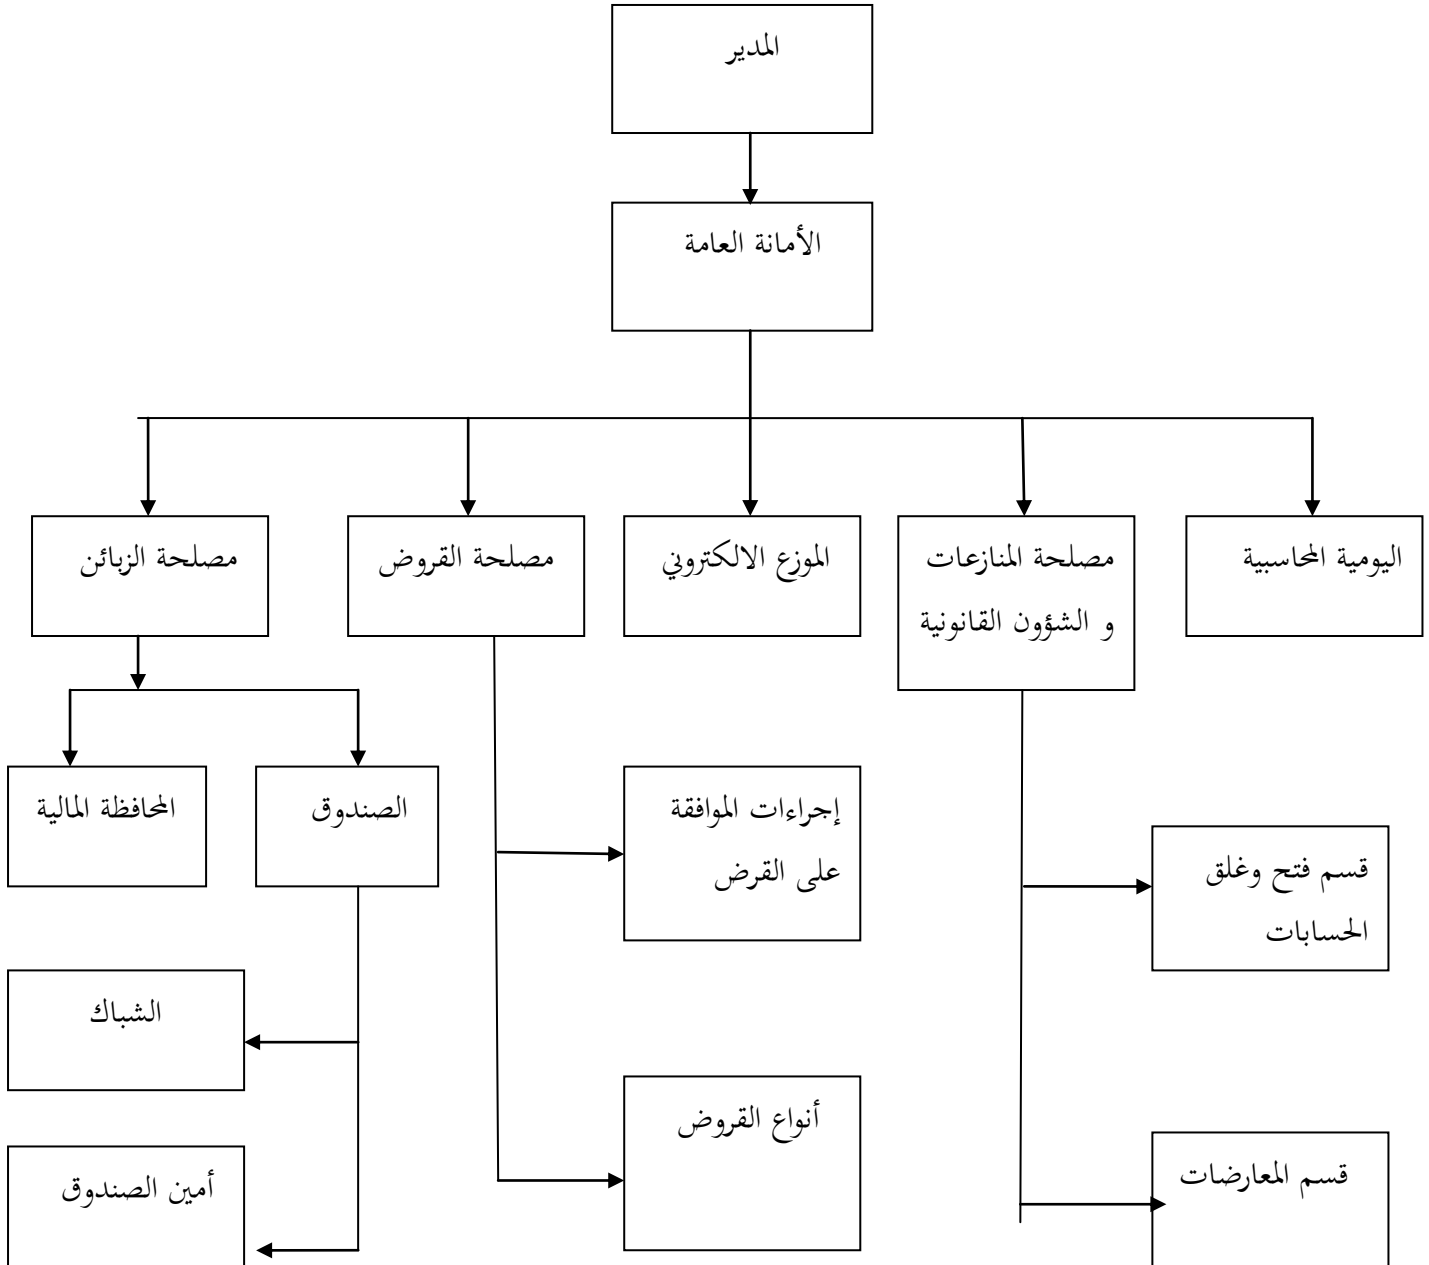 المدير
الأمانة العامة
اليومية المحاسبية
مصلحة المنازعات
و الشؤون القانونية
الموزع الالكتروني
مصلحة القروض
مصلحة الزبائن
قسم فتح وغلق
الحسابات
إجراءات الموافقة
على القرض
الصندوق
المحافظة المالية
الشباك
أنواع القروض
قسم المعارضات
أمين الصندوق